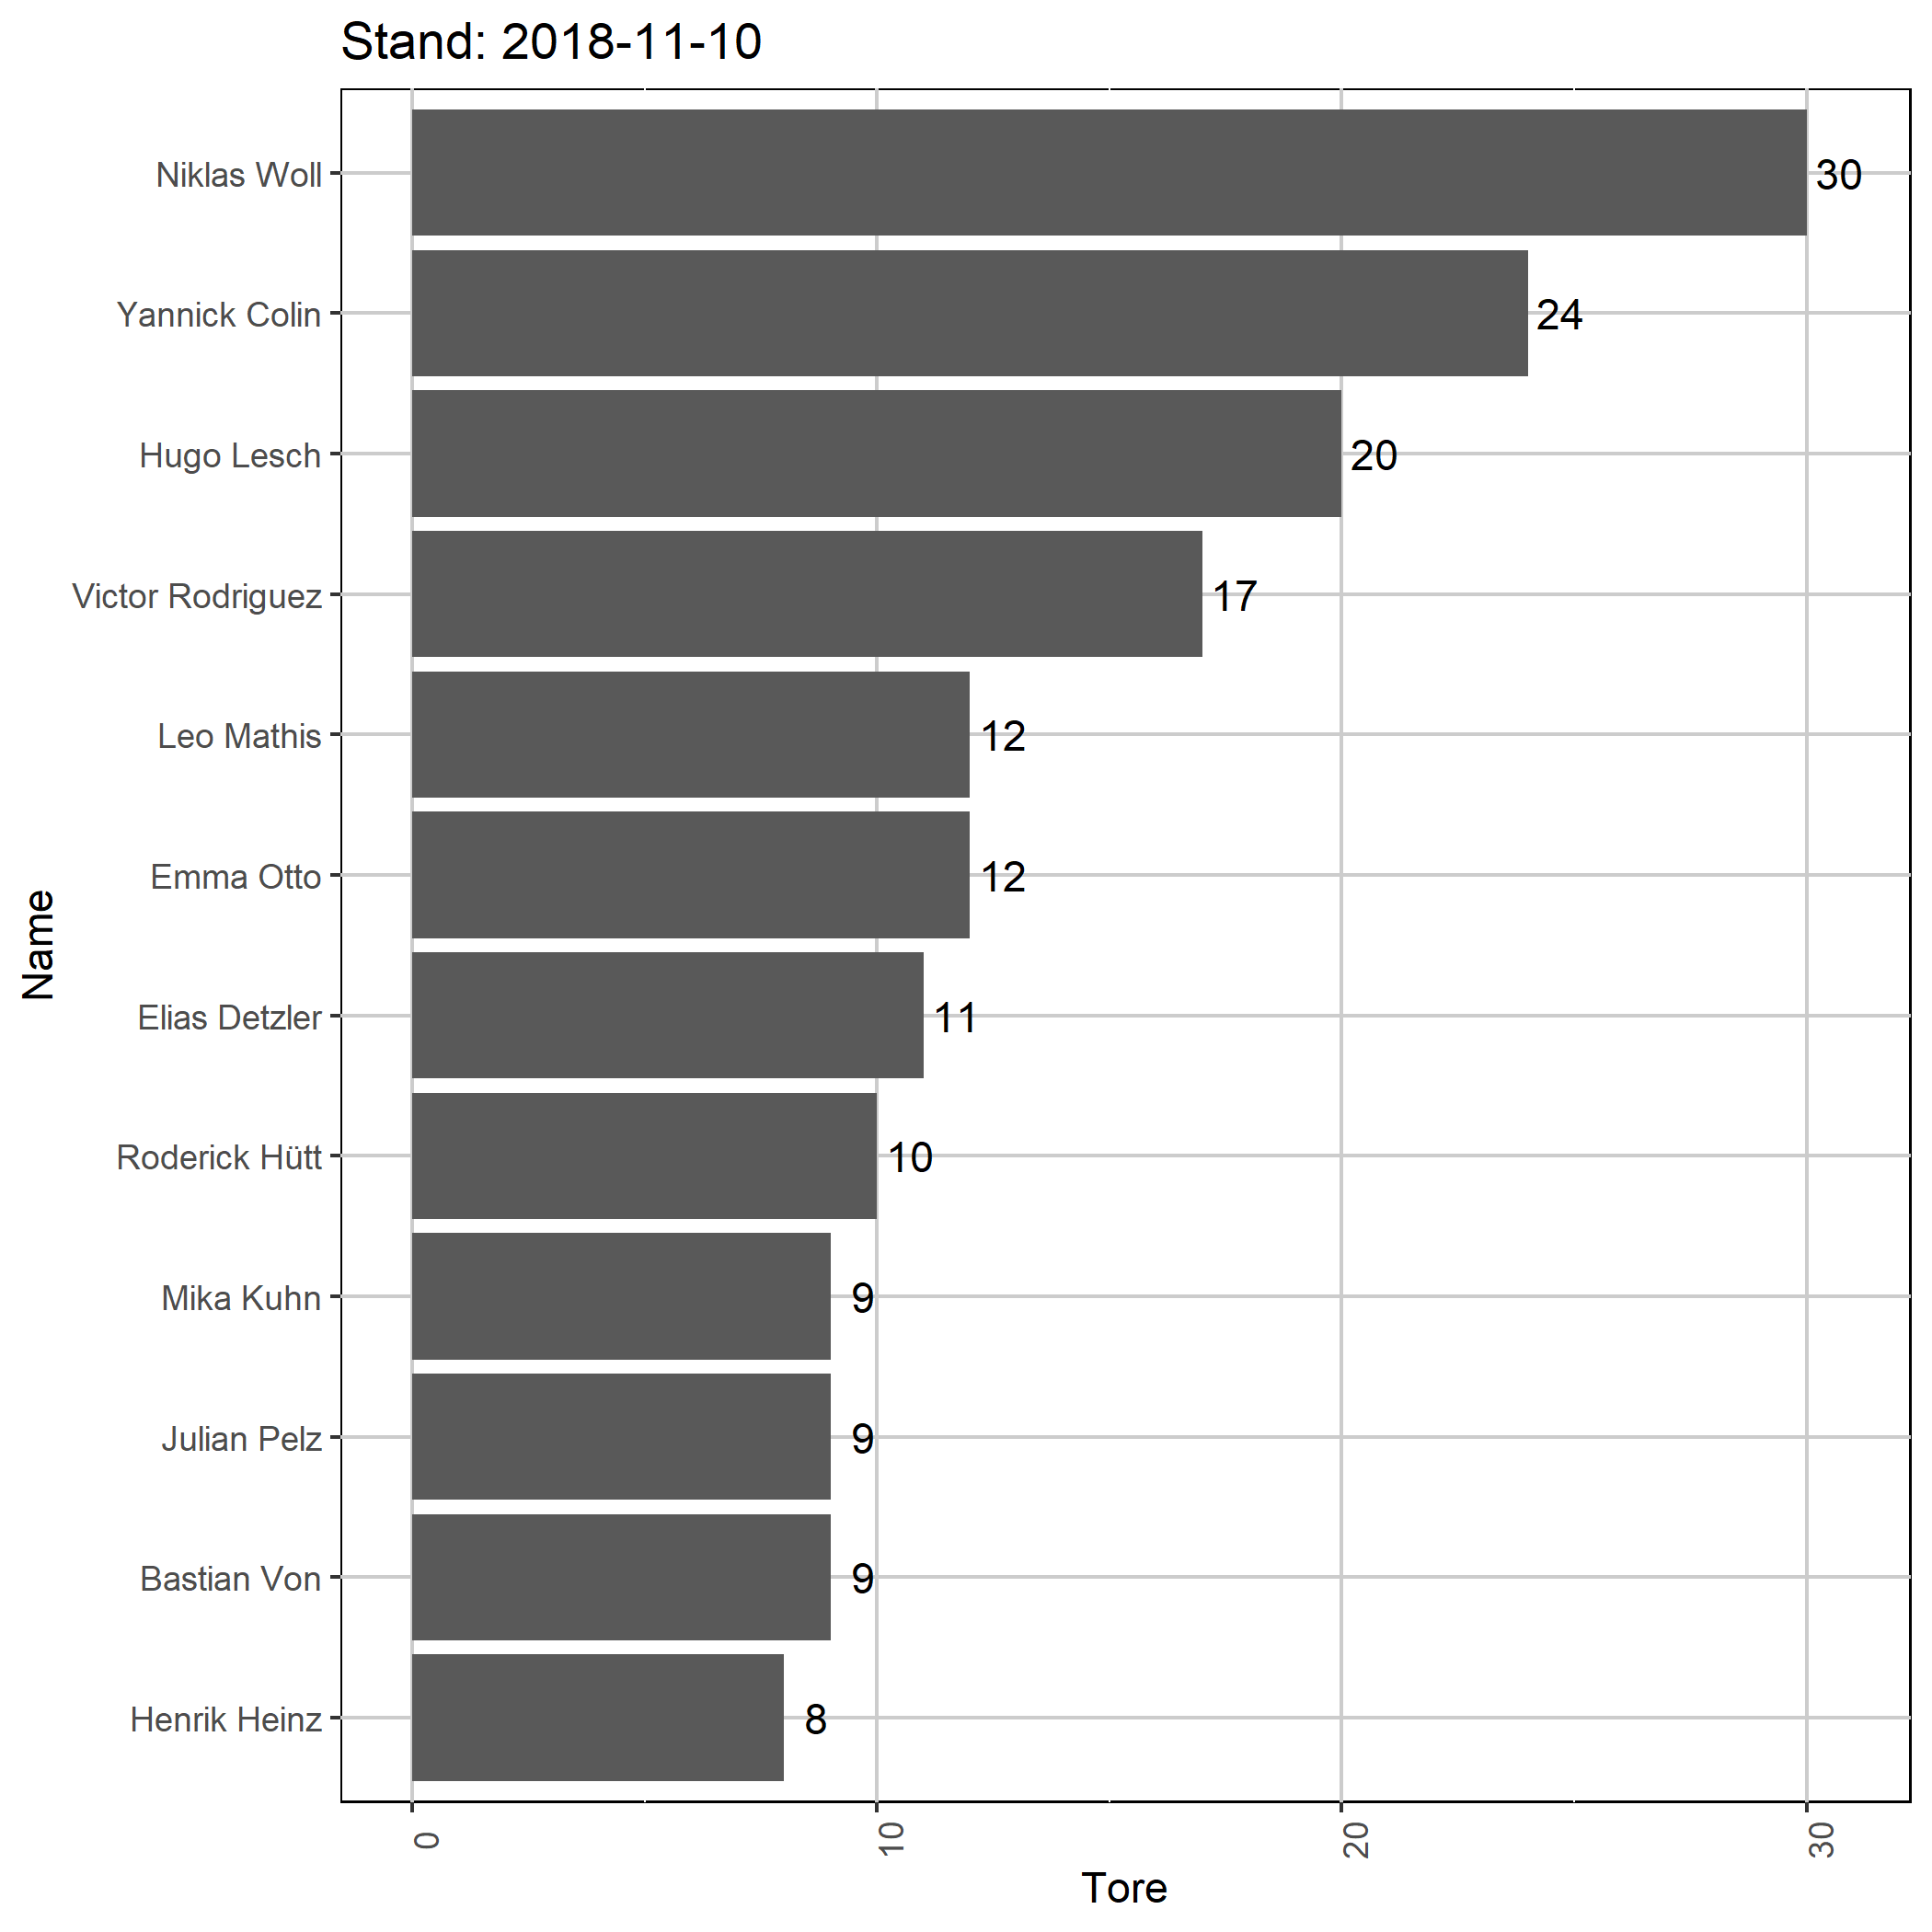 Stand: 2018-11-10
Niklas Woll 30
Yannick Colin 24
Hugo Lesch 20
Victor Rodriguez 17
Leo Mathis 12
Emma Otto 12
Elias Detzler 11
Roderick Hütt 10
Mika Kuhn 9
Julian Pelz 9
Bastian Von 9
Henrik Heinz 8
Name
0 10 20 30
Tore